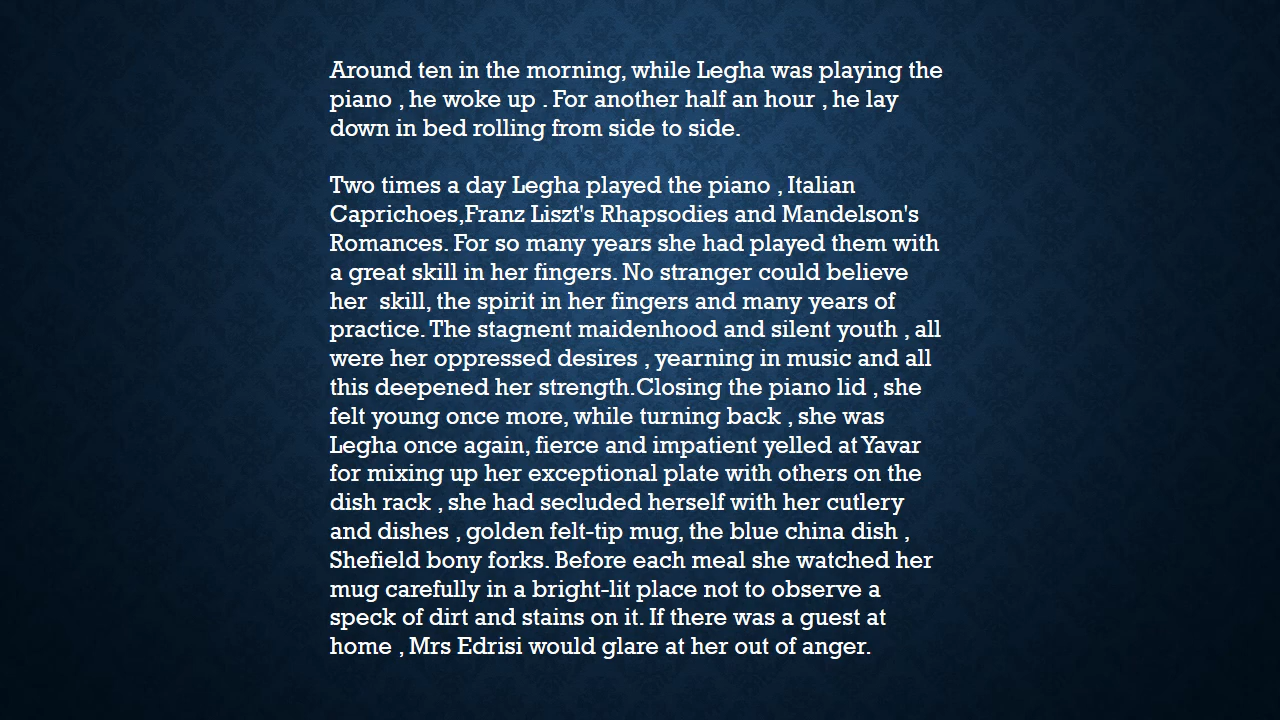 Around ten in the morning, while Legha was playing the
piano , he woke up . For another half an hour , he lay
down in bed rolling from side to side.

Two times a day Legha played the piano , Italian
Caprichoes,Franz Liszt's Rhapsodies and Mandelson's
Romances. For so many years she had played them with
a great skill in her fingers. No stranger could believe
her  skill, the spirit in her fingers and many years of
practice. The stagnent maidenhood and silent youth , all
were her oppressed desires , yearning in music and all
this deepened her strength.Closing the piano lid , she
felt young once more, while turning back , she was
Legha once again, fierce and impatient yelled at Yavar
for mixing up her exceptional plate with others on the
dish rack , she had secluded herself with her cutlery
and dishes , golden felt-tip mug, the blue china dish ,
Shefield bony forks. Before each meal she watched her
mug carefully in a bright-lit place not to observe a
speck of dirt and stains on it. If there was a guest at
home , Mrs Edrisi would glare at her out of anger.